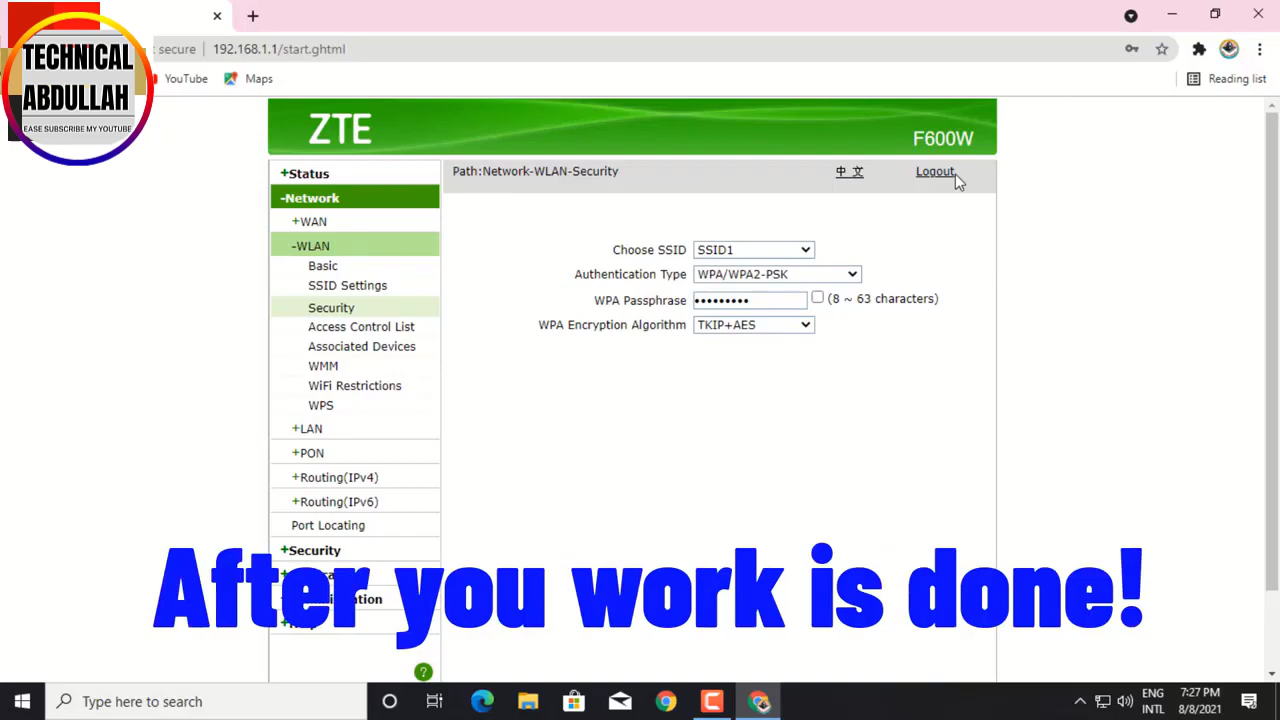 TECHNICAL
ABDULLAH
EASE SUBSCRIBE MY YOUTUBE
secure 192.168.1.1/start.ghtml
YouTube Maps Reading list
ZTE
F600W
Path:Network-WLAN-Security 中 文 Logout
+Status
-Network
+WAN
-WLAN
Basic
SSID Settings
Security
Access Control List
Associated Devices
WMM
WiFi Restrictions
WPS
+LAN
+PON
+Routing(IPv4)
+Routing(IPv6)
Port Locating
+Security
Choose SSID SSID1
Authentication Type WPA/WPA2-PSK
WPA Passphrase ••••••••• (8 ~ 63 characters)
WPA Encryption Algorithm TKIP+AES
After you work is done!
Type here to search
ENG
INTL
7:27 PM
8/8/2021